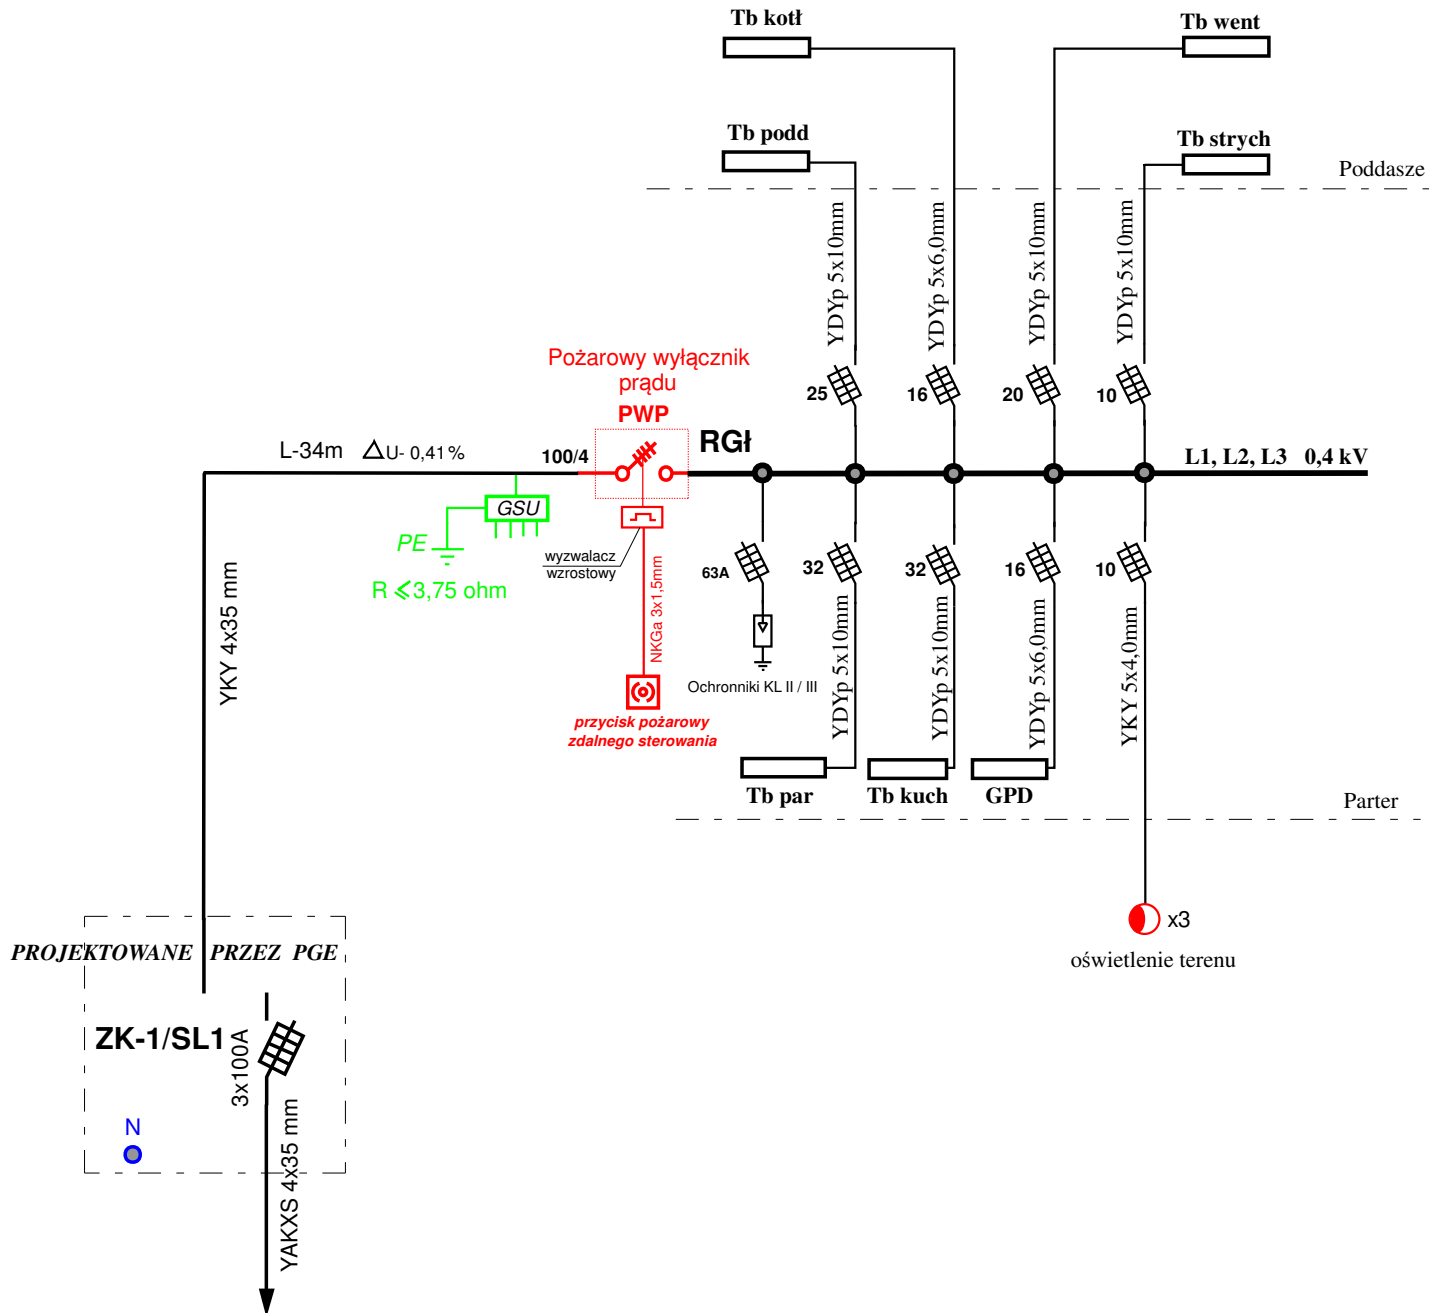 Tb kotł
Tb went
Tb podd
Tb strych
Poddasze
YDYp 5x10mm
YDYp 5x6,0mm
YDYp 5x10mm
YDYp 5x10mm
Pożarowy wyłącznik
prądu
PWP
25
16
20
10
L-34m △U- 0,41%
100/4
RGł
L1, L2, L3 0,4 kV
GSU
PE
R ⩽3,75 ohm
wyzwalacz
wzrostowy
NKGa 3x1,5mm
63A
32
32
16
10
YKY 4x35 mm
Ochronniki KL II / III
YDYp 5x10mm
YDYp 5x10mm
YDYp 5x6,0mm
YKY 5x4,0mm
przycisk pożarowy
zdalnego sterowania
Tb par
Tb kuch
GPD
Parter
x3
oświetlenie terenu
PROJEKTOWANE PRZEZ PGE
ZK-1/SL1
3x100A
N
YAKXS 4x35 mm